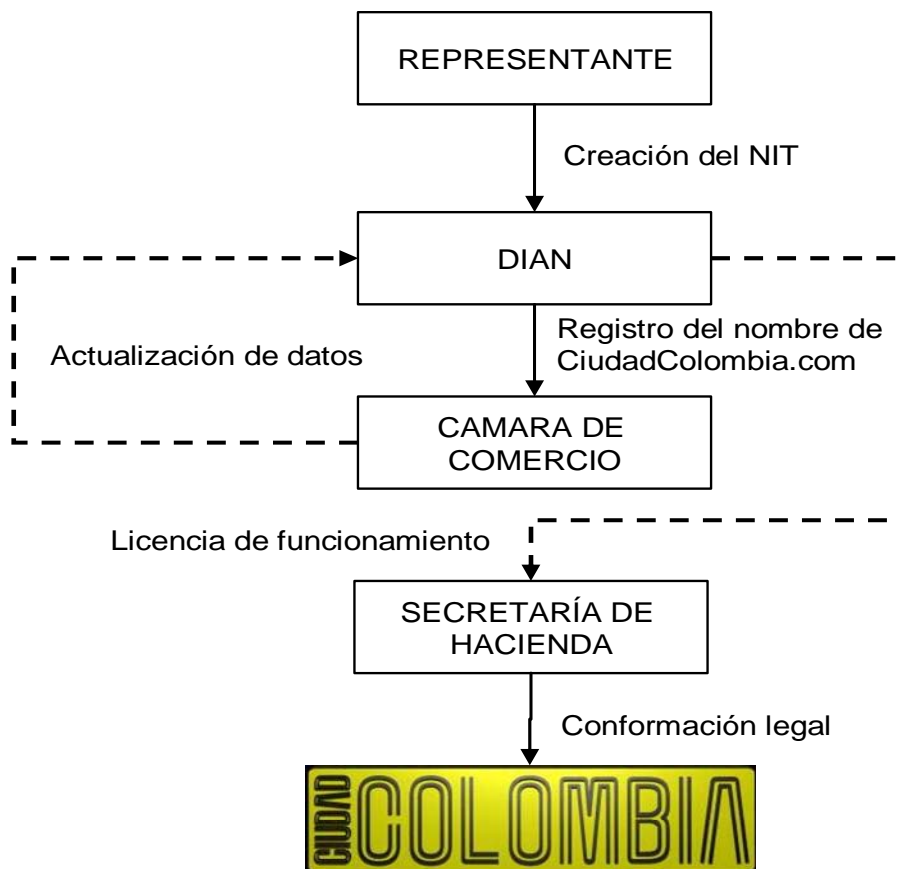 REPRESENTANTE
Creación del NIT
DIAN
Registro del nombre de
CiudadColombia.com
Actualización de datos
CAMARA DE
COMERCIO
Licencia de funcionamiento
SECRETARÍA DE
HACIENDA
Conformación legal
CIUDAD
COLOMBIA